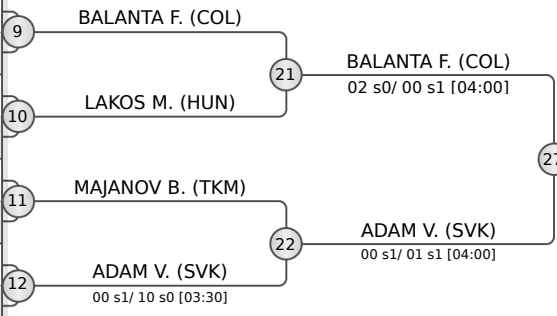 9
BALANTA F. (COL)
21
BALANTA F. (COL)
02 s0/ 00 s1 [04:00]
10
LAKOS M. (HUN)
27
11
MAJANOV B. (TKM)
22
ADAM V. (SVK)
00 s1/ 01 s1 [04:00]
12
ADAM V. (SVK)
00 s1/ 10 s0 [03:30]